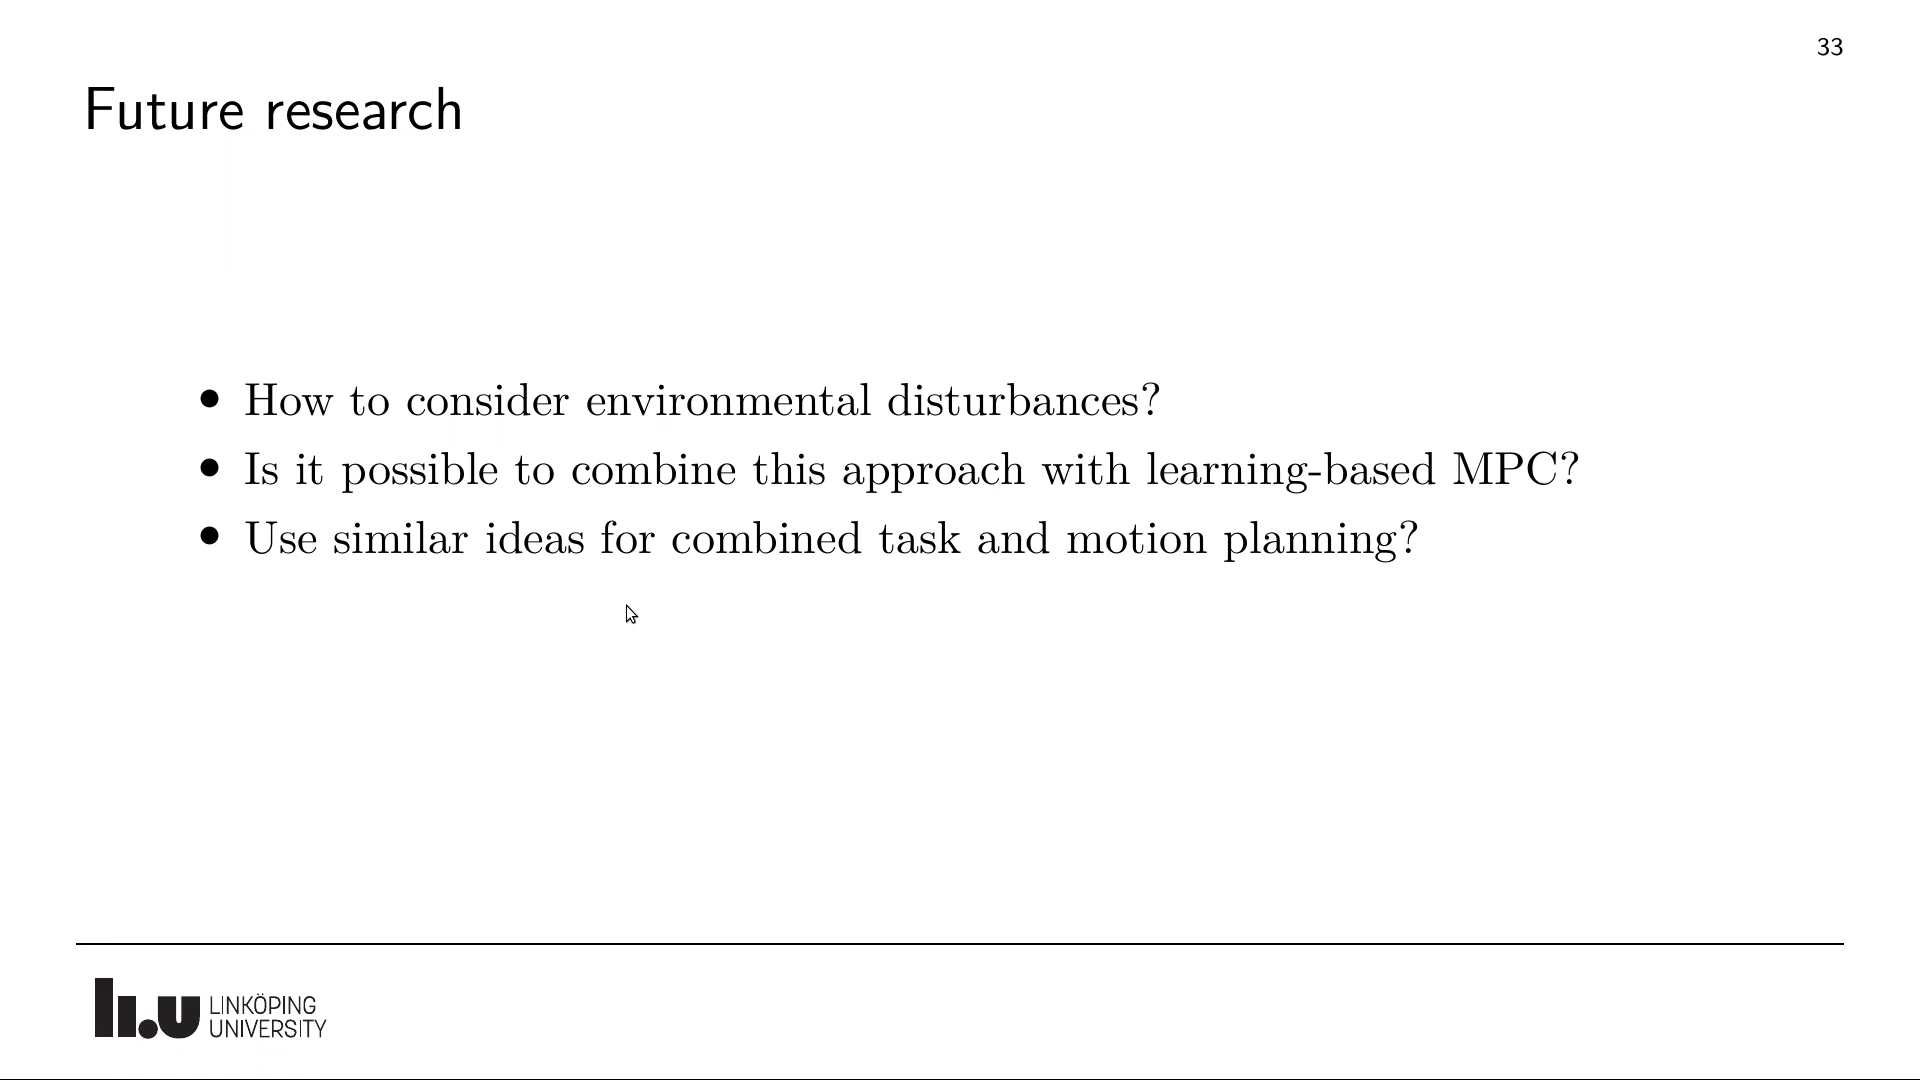 33
Future research
• How to consider environmental disturbances?
• Is it possible to combine this approach with learning-based MPC?
• Use similar ideas for combined task and motion planning?
li.u LINKÖPING
UNIVERSITY